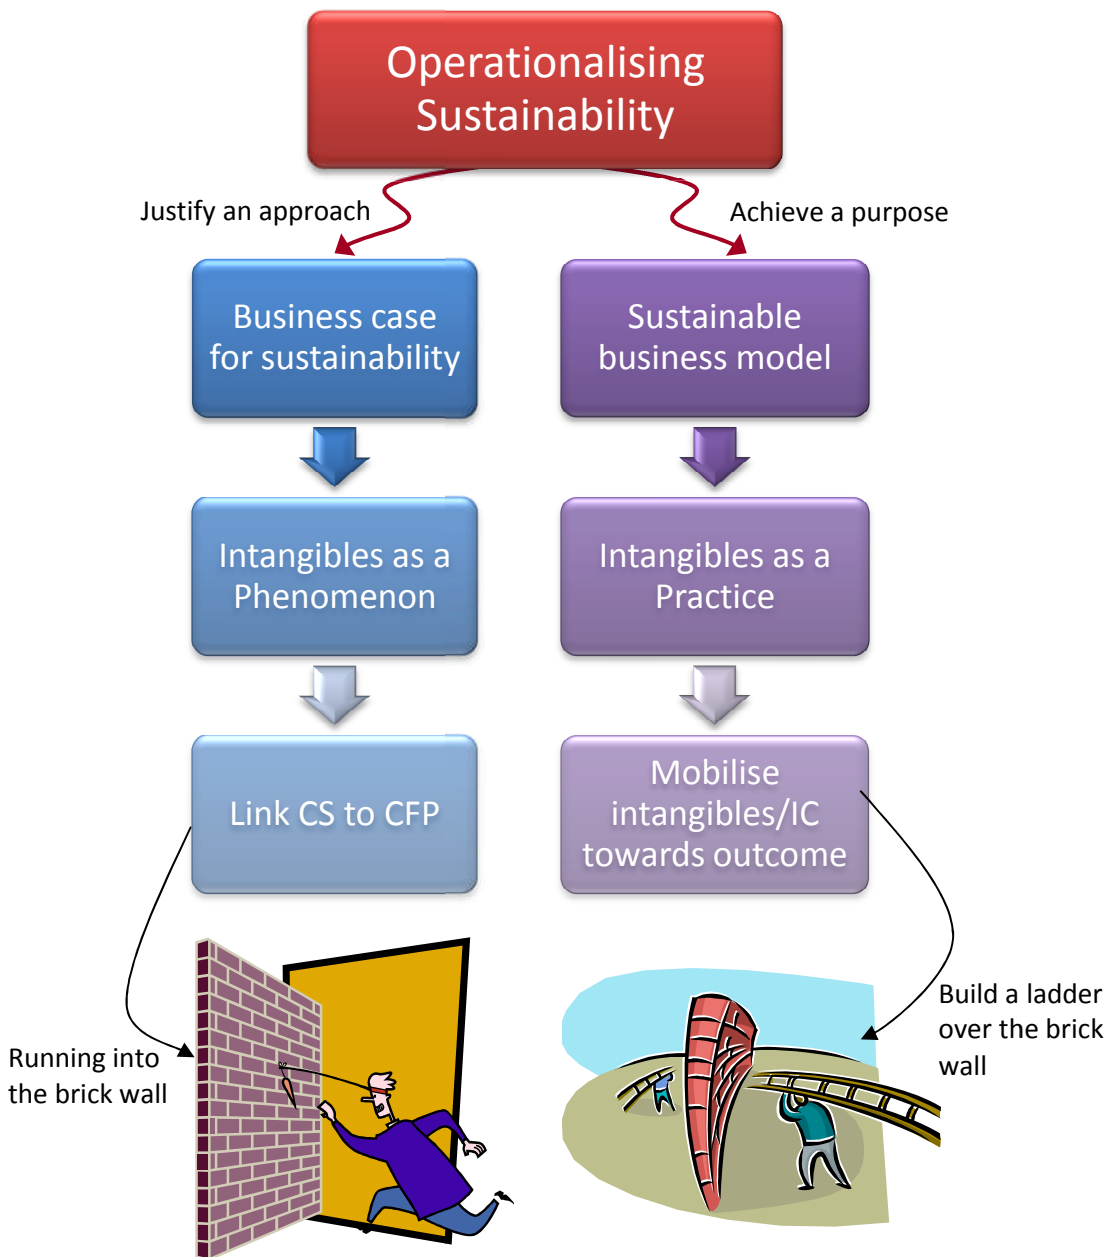 Operationalising
Sustainability
Justify an approach
Achieve a purpose
Business case
for sustainability
Sustainable
business model
Intangibles as a
Phenomenon
Intangibles as a
Practice
Link CS to CFP
Mobilise
intangibles/IC
towards outcome
Running into
the brick wall
Build a ladder
over the brick
wall